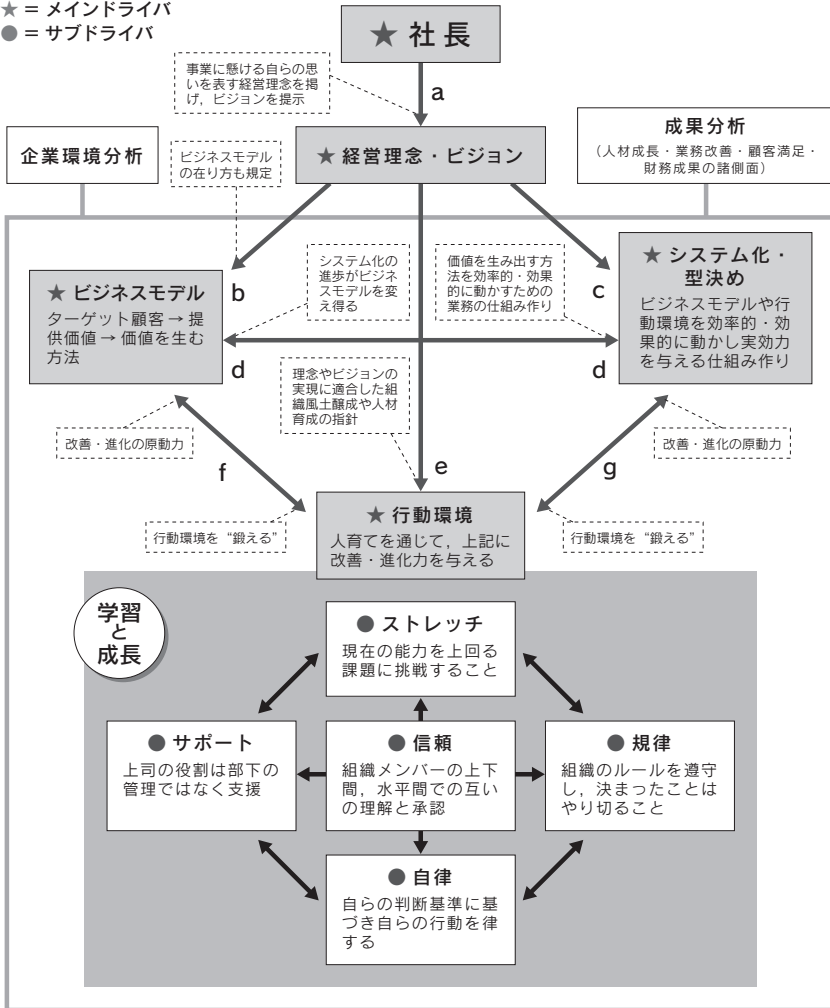 ★ = メインドライバ
● = サブドライバ
★ 社長
事業に懸ける自らの思
いを表す経営理念を掲
げ，ビジョンを提示
a
企業環境分析
ビジネスモデル
の在り方も規定
★ 経営理念・ビジョン
成果分析
（人材成長・業務改善・顧客満足・
財務成果の諸側面）
★ ビジネスモデル
ターゲット顧客 → 提
供価値 → 価値を生む
方法
b
システム化の
進歩がビジネ
スモデルを変
え得る
価値を生み出す方
法を効率的・効果
的に動かすための
業務の仕組み作り
c
★ システム化・
型決め
ビジネスモデルや行
動環境を効率的・効
果的に動かし実効力
を与える仕組み作り
d
d
理念やビジョンの
実現に適合した組
織風土醸成や人材
育成の指針
改善・進化の原動力
f
e
g
改善・進化の原動力
行動環境を“鍛える”
★ 行動環境
人育てを通じて，上記に
改善・進化力を与える
行動環境を“鍛える”
学習
と
成長
● ストレッチ
現在の能力を上回る
課題に挑戦すること
● サポート
上司の役割は部下の
管理ではなく支援
● 信頼
組織メンバーの上下
間，水平間での互い
の理解と承認
● 規律
組織のルールを遵守
し，決まったことは
やり切ること
● 自律
自らの判断基準に基
づき自らの行動を律
する